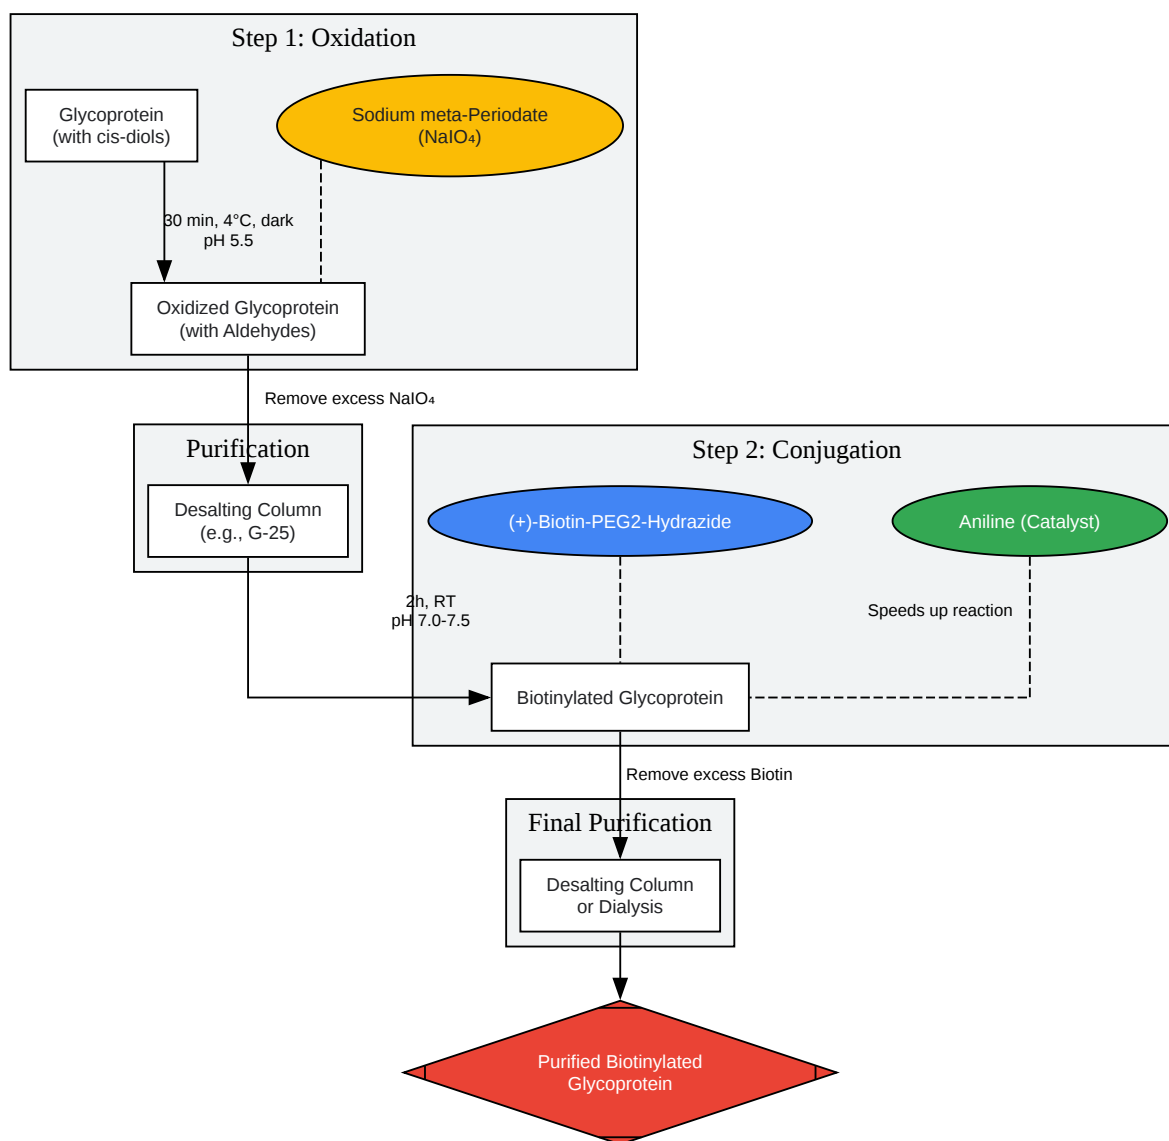 Step 1: Oxidation
Glycoprotein
(with cis-diols)
Sodium meta-Periodate
(NaIO₄)
30 min, 4°C, dark
pH 5.5
Oxidized Glycoprotein
(with Aldehydes)
Remove excess NaIO₄
Purification
Desalting Column
(e.g., G-25)
Step 2: Conjugation
(+)-Biotin-PEG2-Hydrazide
Aniline (Catalyst)
2h, RT
pH 7.0-7.5
Speeds up reaction
Biotinylated Glycoprotein
Remove excess Biotin
Final Purification
Desalting Column
or Dialysis
Purified Biotinylated
Glycoprotein